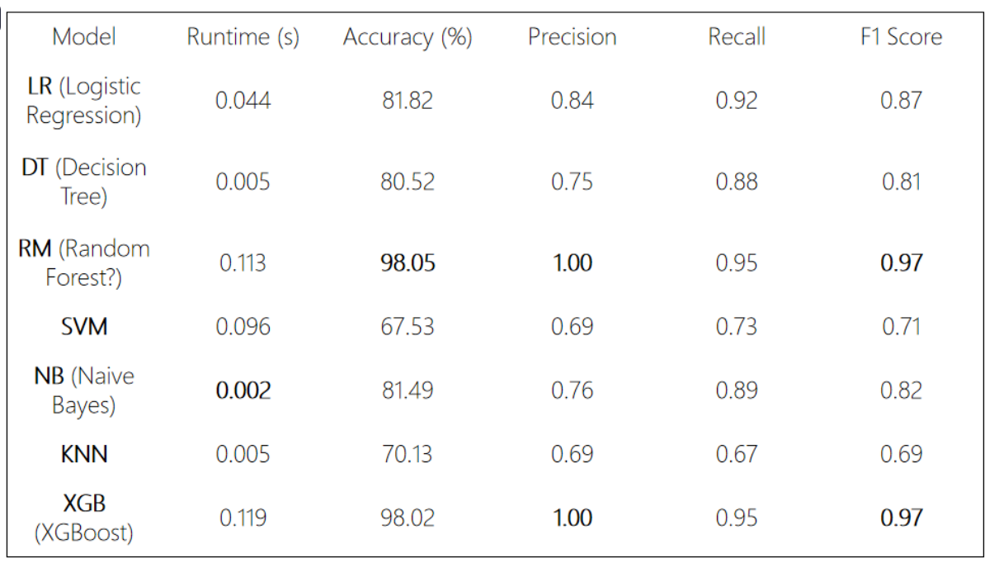 Model Runtime (s) Accuracy (%) Precision Recall F1 Score
LR (Logistic
Regression) 0.044 81.82 0.84 0.92 0.87
DT (Decision
Tree) 0.005 80.52 0.75 0.88 0.81
RM (Random
Forest?) 0.113 98.05 1.00 0.95 0.97
SVM 0.096 67.53 0.69 0.73 0.71
NB (Naive
Bayes) 0.002 81.49 0.76 0.89 0.82
KNN 0.005 70.13 0.69 0.67 0.69
XGB
(XGBoost) 0.119 98.02 1.00 0.95 0.97